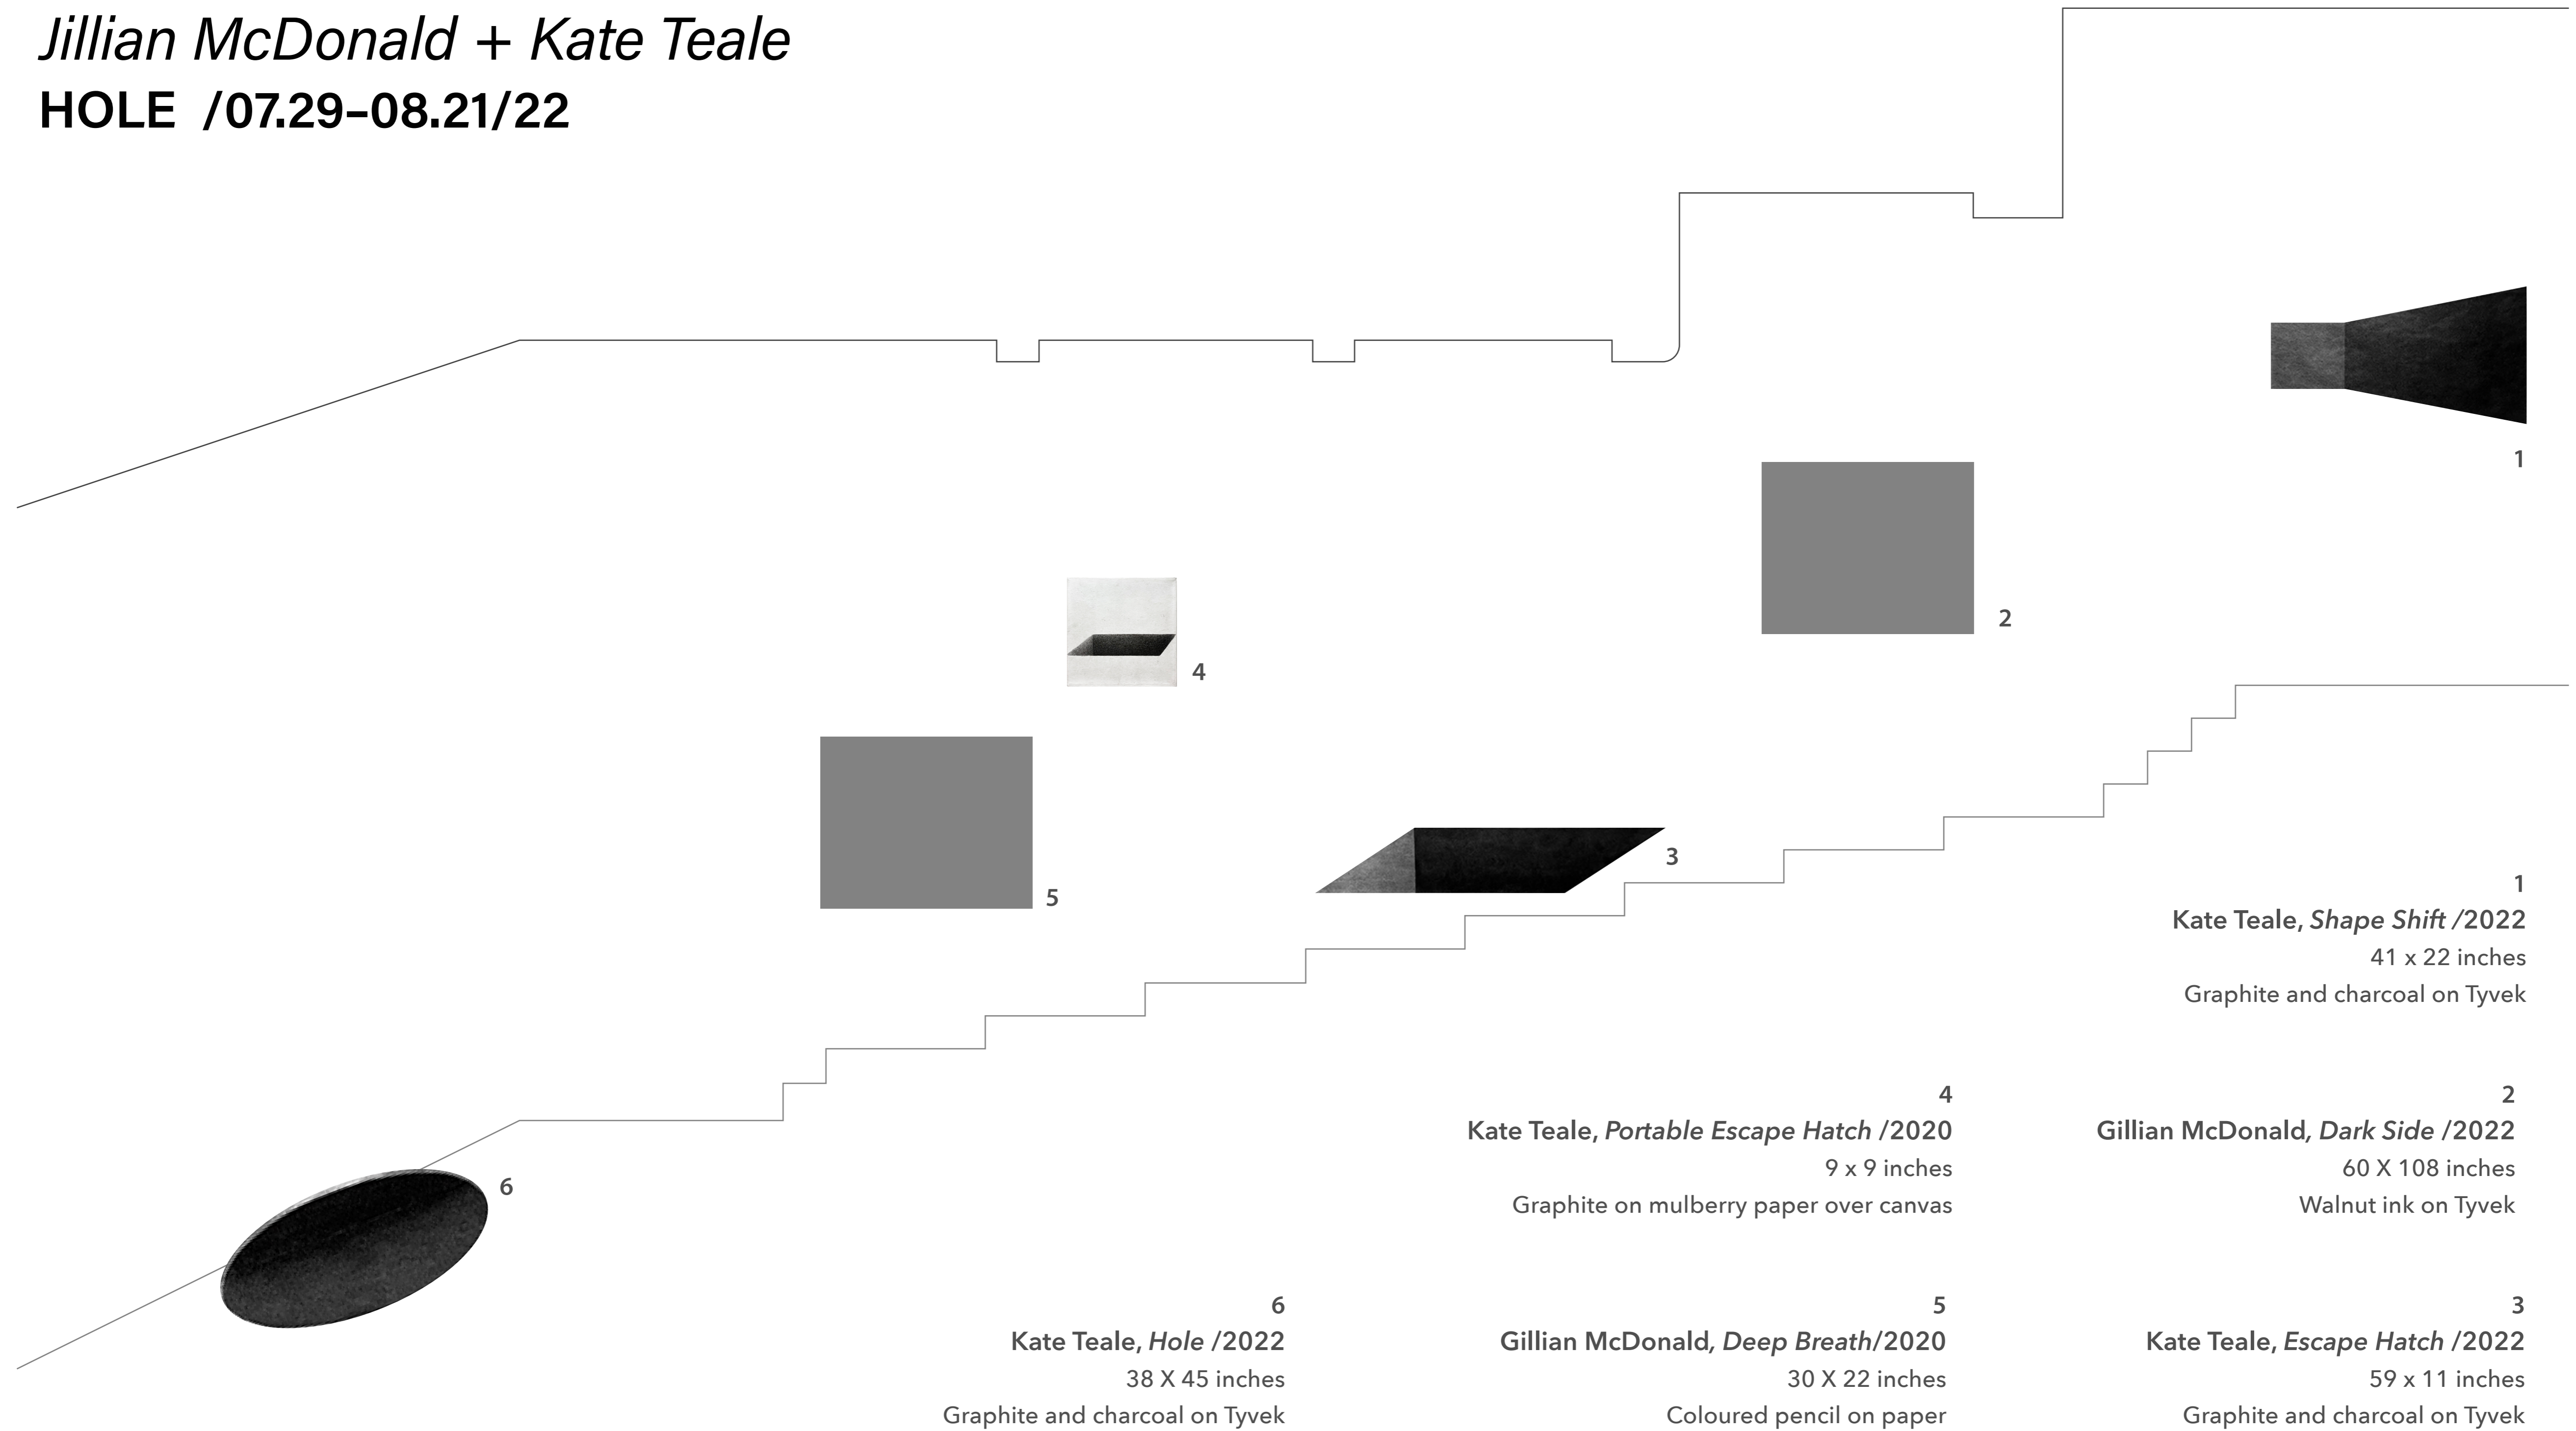 Jillian McDonald + Kate Teale
HOLE /07.29–08.21/22
1
2
4
3
5
6
1
Kate Teale, Shape Shift /2022
41 x 22 inches
Graphite and charcoal on Tyvek
4
Kate Teale, Portable Escape Hatch /2020
9 x 9 inches
Graphite on mulberry paper over canvas
2
Gillian McDonald, Dark Side /2022
60 X 108 inches
Walnut ink on Tyvek
6
Kate Teale, Hole /2022
38 X 45 inches
Graphite and charcoal on Tyvek
5
Gillian McDonald, Deep Breath/2020
30 X 22 inches
Coloured pencil on paper
3
Kate Teale, Escape Hatch /2022
59 x 11 inches
Graphite and charcoal on Tyvek